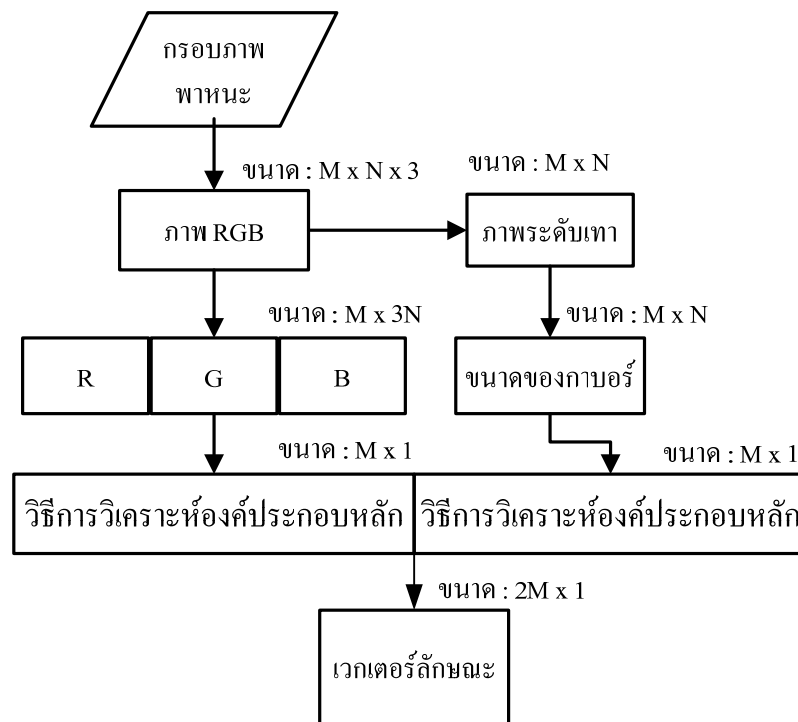 กรอบภาพ
พาหนะ
ขนาด : M x N x 3
ขนาด : M x N
ภาพ RGB
ภาพระดับเทา
ขนาด : M x 3N
ขนาด : M x N
R
G
B
ขนาดของกาบอร์
ขนาด : M x 1
ขนาด : M x 1
วิธีการวิเคราะห์องค์ประกอบหลัก
วิธีการวิเคราะห์องค์ประกอบหลัก
ขนาด : 2M x 1
เวกเตอร์ลักษณะ